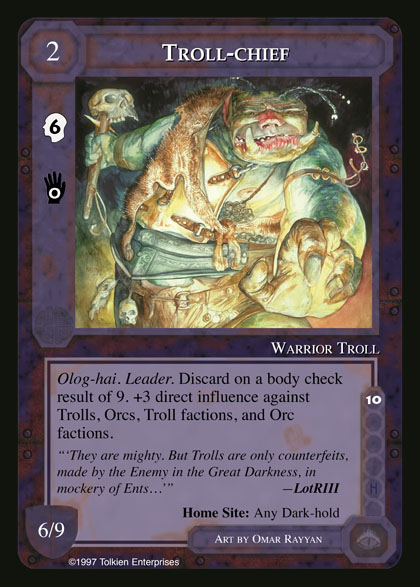 2
TROLL-CHIEF
6
0
WARRIOR TROLL
Olog-hai. Leader. Discard on a body check
result of 9. +3 direct influence against
Trolls, Orcs, Troll factions, and Orc
factions.
10
“‘They are mighty. But Trolls are only counterfeits,
made by the Enemy in the Great Darkness, in
mockery of Ents…’” —LotRIII
H
Home Site: Any Dark-hold
6/9
ART BY OMAR RAYYAN
©1997 Tolkien Enterprises